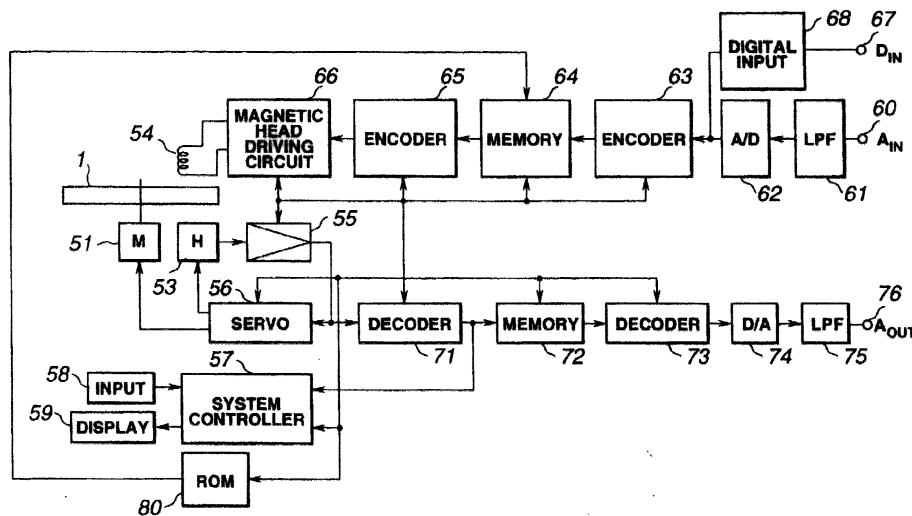 68
67
DIGITAL
INPUT
D_IN
66
65
64
63
60
54
MAGNETIC
HEAD
DRIVING
CIRCUIT
ENCODER
MEMORY
ENCODER
A/D
LPF
A_IN
62
61
1
55
51
M
H
53
56
76
SERVO
DECODER
MEMORY
DECODER
D/A
LPF
A_OUT
71
72
73
74
75
57
58
INPUT
SYSTEM
CONTROLLER
59
DISPLAY
ROM
80